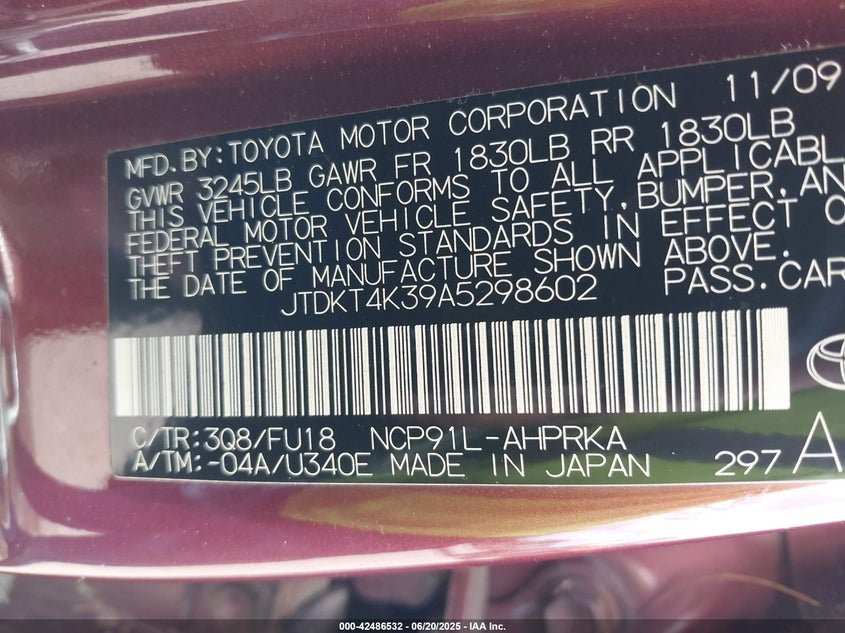 MFD.BY:TOYOTA MOTOR CORPORATION 11/09
GVWR 3245LB GAWR FR 1830LB RR 1830LB
THIS VEHICLE CONFORMS TO ALL APPLICABL
FEDERAL MOTOR VEHICLE SAFETY,BUMPER,AN
THEFT PREVENTION STANDARDS IN EFFECT O
THE DATE OF MANUFACTURE SHOWN ABOVE.
JTDKT4K39A5298602 PASS.CAR
C/TR:3Q8/FU18 NCP91L-AHPRKA
A/TM:-04A/U340E MADE IN JAPAN 297 A
000-42486532 - 06/20/2025 - IAA Inc.